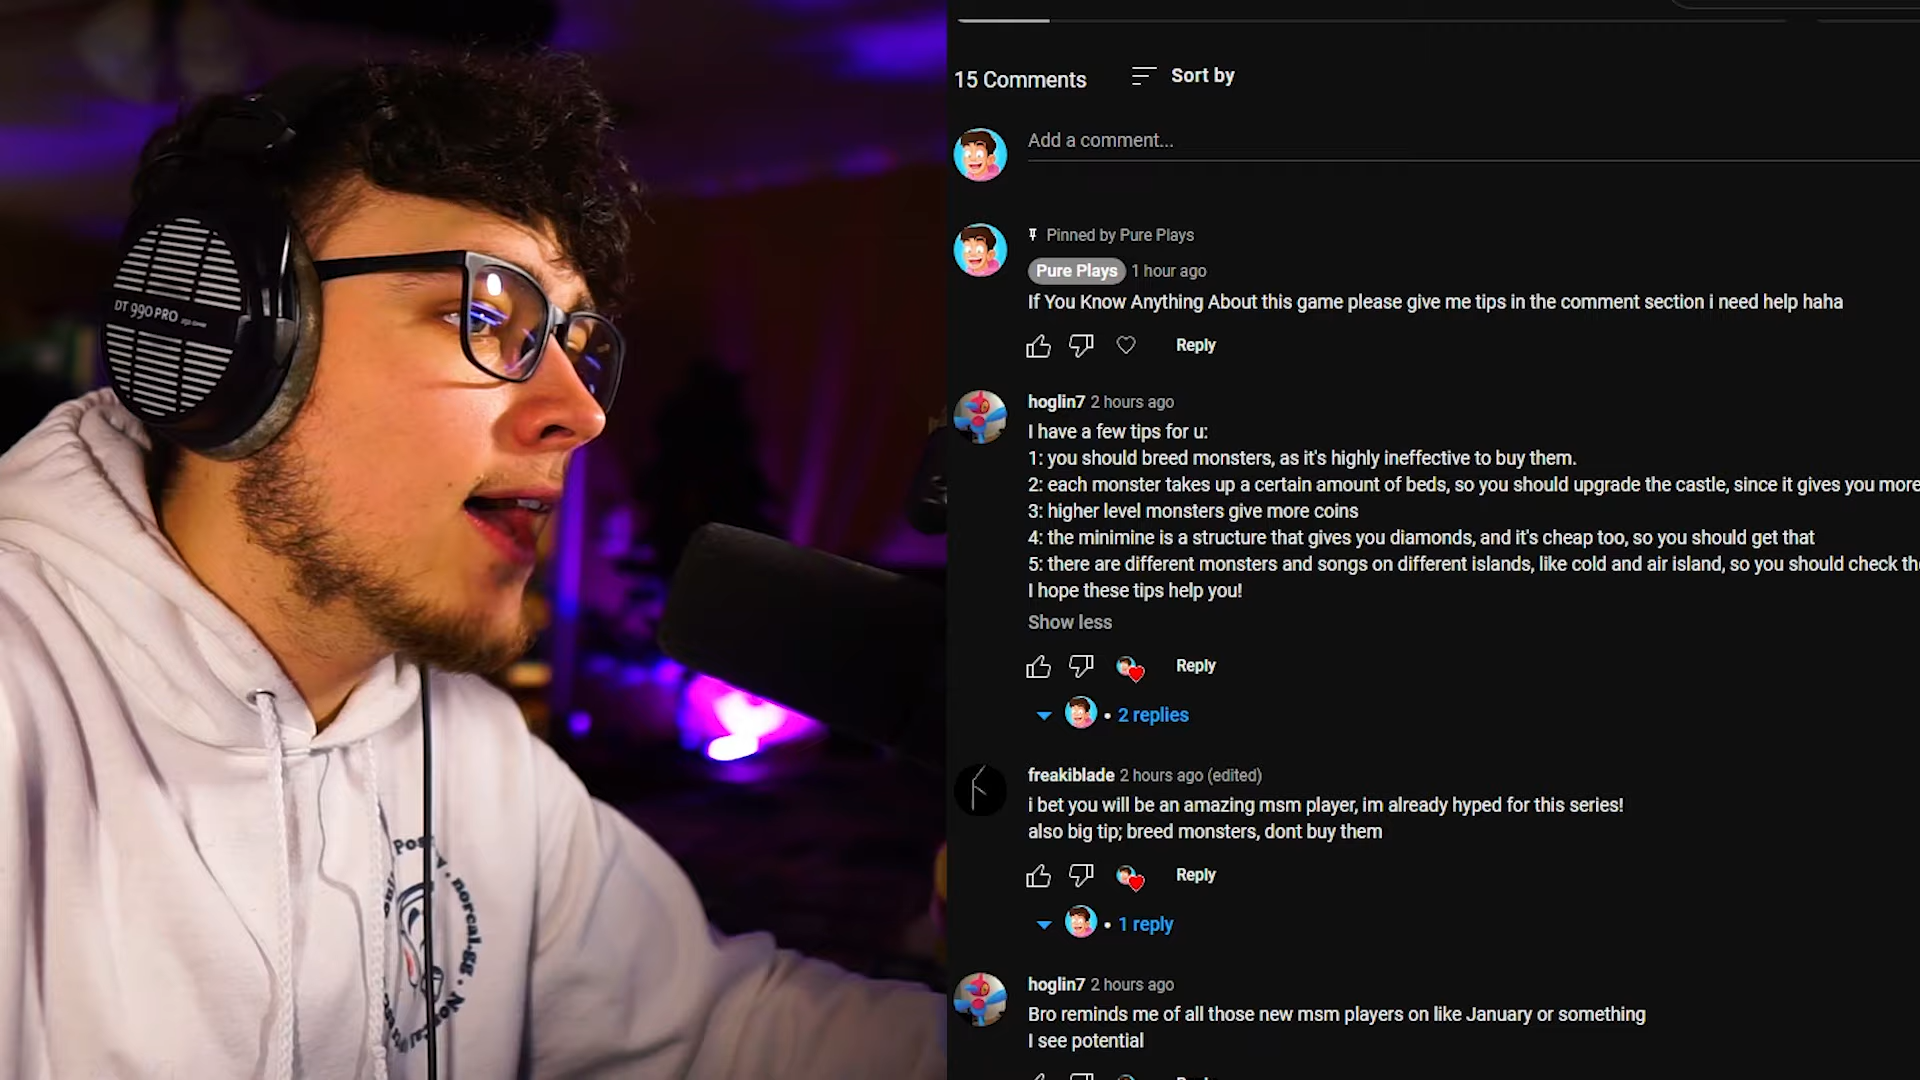 DT 990 PRO
norcal.gg
15 Comments
Sort by
Add a comment...
Pinned by Pure Plays
Pure Plays 1 hour ago
If You Know Anything About this game please give me tips in the comment section i need help haha
Reply
hoglin7 2 hours ago
I have a few tips for u:
1: you should breed monsters, as it's highly ineffective to buy them.
2: each monster takes up a certain amount of beds, so you should upgrade the castle, since it gives you more
3: higher level monsters give more coins
4: the minimine is a structure that gives you diamonds, and it's cheap too, so you should get that
5: there are different monsters and songs on different islands, like cold and air island, so you should check
I hope these tips help you!
Show less
Reply
2 replies
freakiblade 2 hours ago (edited)
i bet you will be an amazing msm player, im already hyped for this series!
also big tip; breed monsters, dont buy them
Reply
1 reply
hoglin7 2 hours ago
Bro reminds me of all those new msm players on like January or something
I see potential